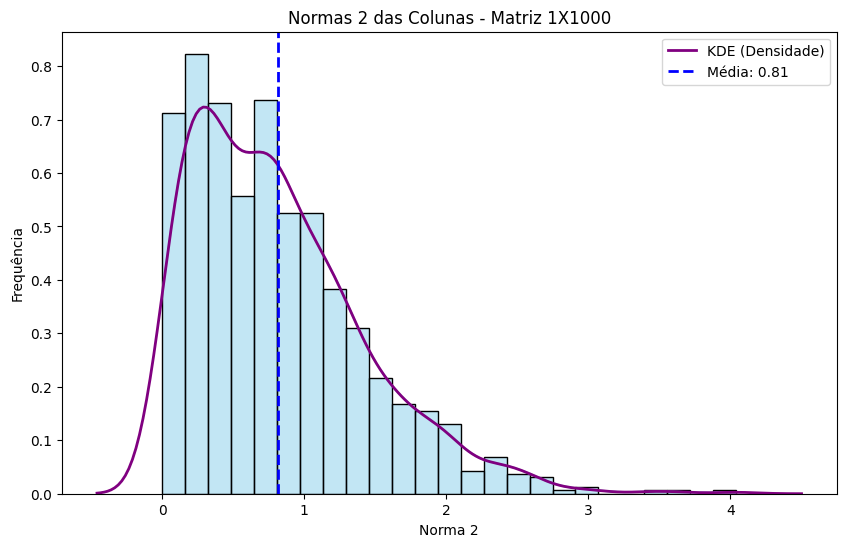 Normas 2 das Colunas - Matriz 1X1000
KDE (Densidade)
Média: 0.81
Frequência
0.8
0.7
0.6
0.5
0.4
0.3
0.2
0.1
0.0
0
1
2
3
4
Norma 2